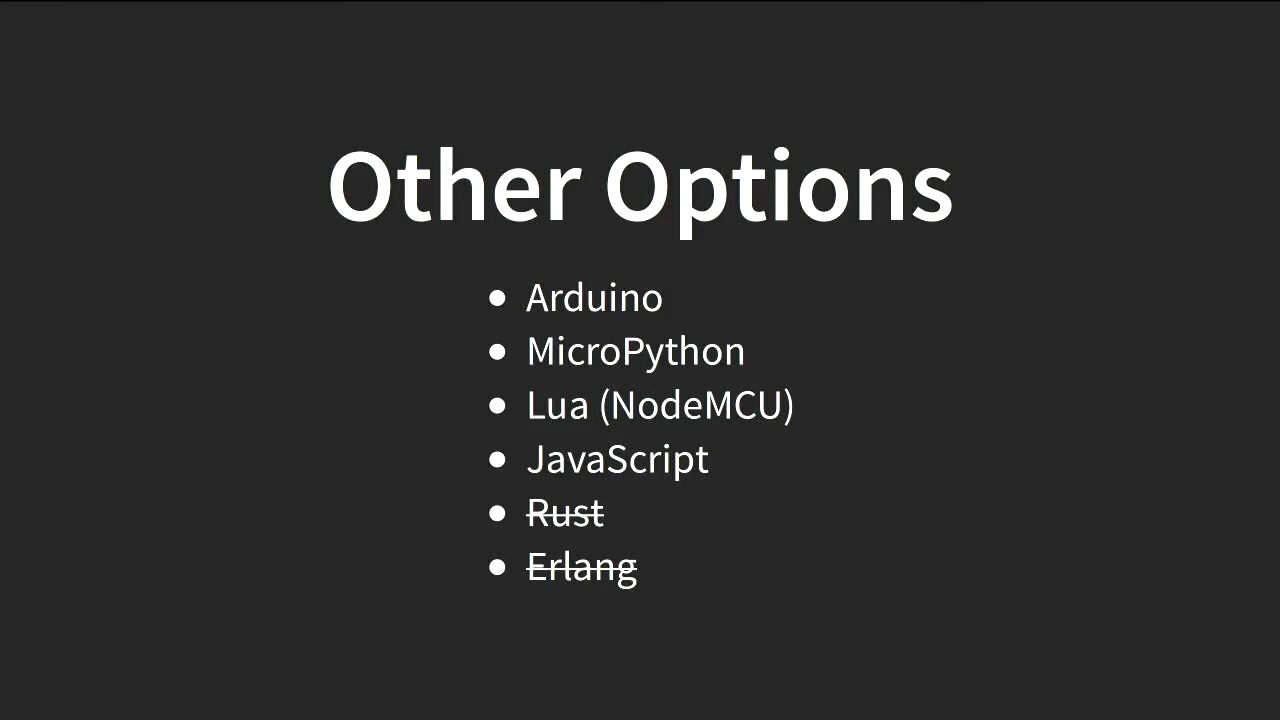 Other Options
Arduino
MicroPython
Lua (NodeMCU)
JavaScript
Rust
Erlang